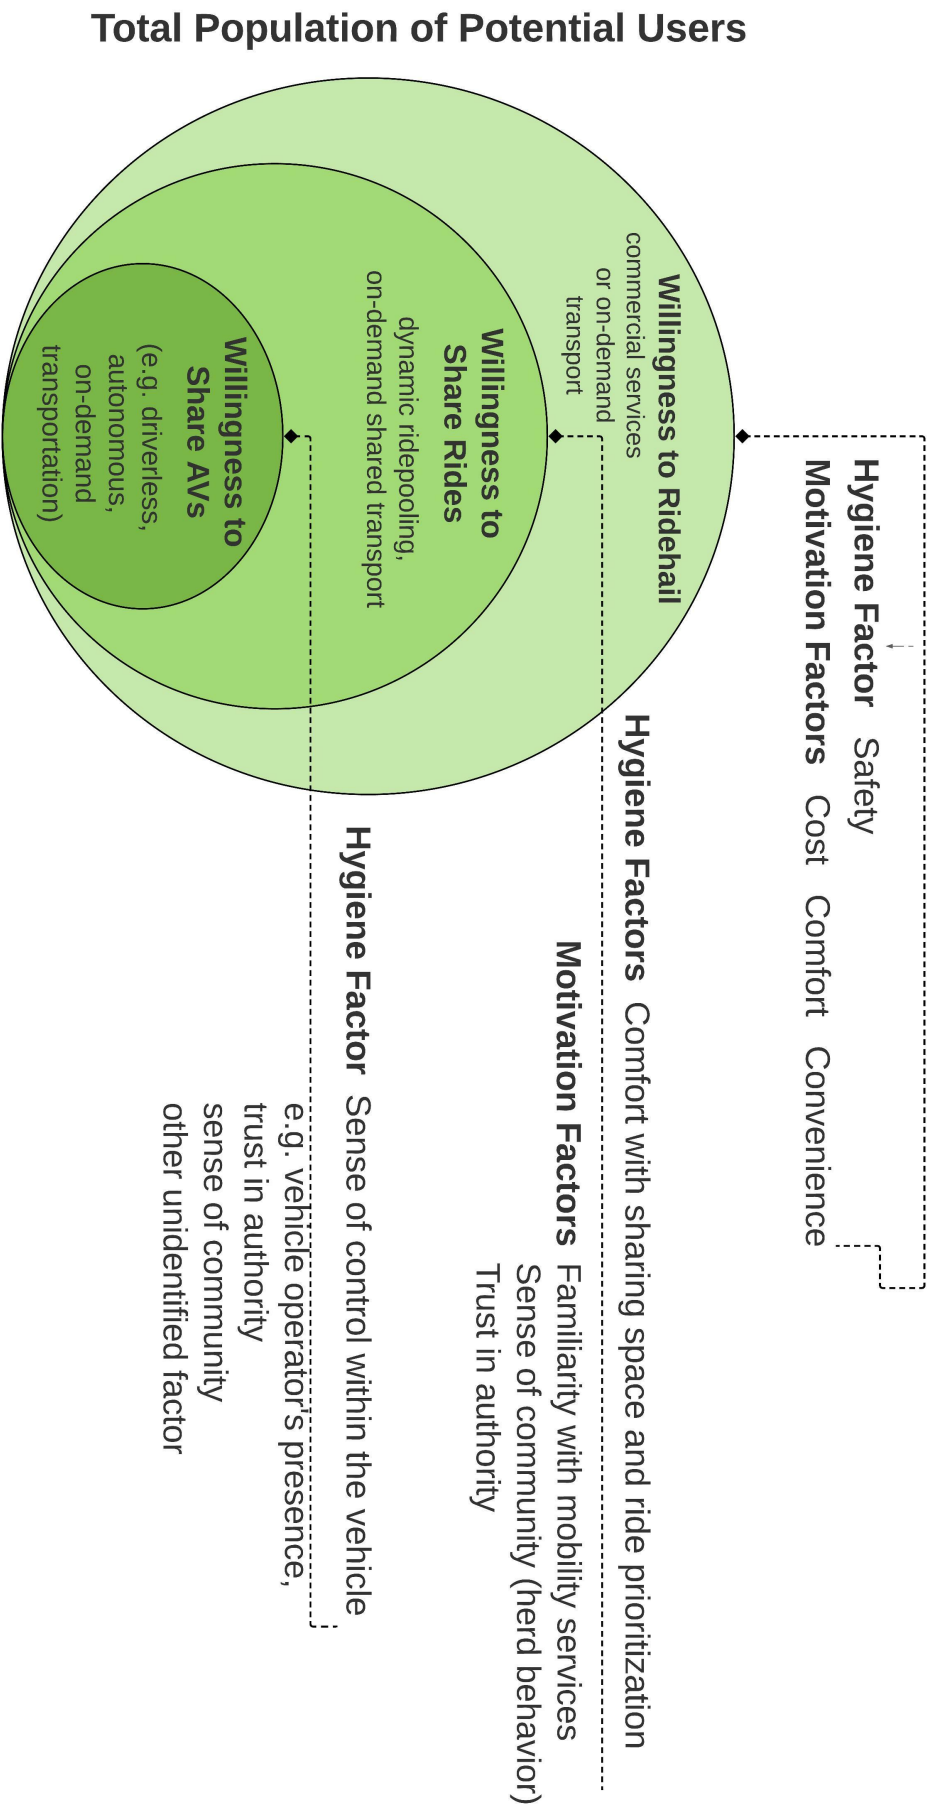 Total Population of Potential Users
Willingness to Ridehail
commercial services
or on-demand
transport
Willingness to
Share Rides
dynamic ridepooling,
on-demand shared transport
Willingness to
Share AVs
(e.g. driverless,
autonomous,
on-demand
transportation)
Hygiene Factor Safety
Motivation Factors Cost Comfort Convenience
Hygiene Factors Comfort with sharing space and ride prioritization
Motivation Factors Familiarity with mobility services
Sense of community (herd behavior)
Trust in authority
Hygiene Factor Sense of control within the vehicle
e.g. vehicle operator's presence,
trust in authority
sense of community
other unidentified factor